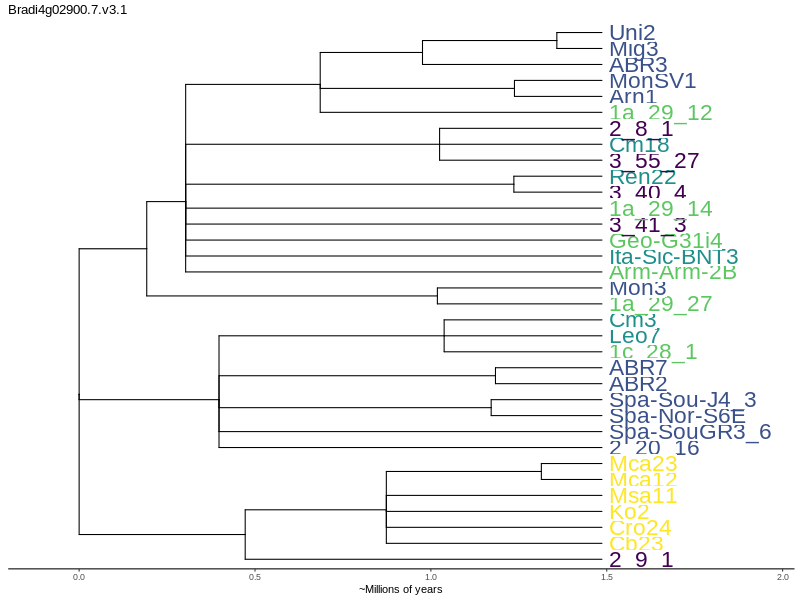 Bradi4g02900.7.v3.1
Uni2
Mig3
ABR3
MonSV1
Arn1
1a_29_12
2_8_1
Cm18
3_55_27
Ren22
3_40_4
1a_29_14
3_41_3
Geo-G31i4
Ita-Sic-BNT3
Arm-Arm-2B
Mon3
1a_29_27
Cm3
Leo7
1c_28_1
ABR7
ABR2
Spa-Sou-J4_3
Spa-Nor-S6E
Spa-SouGR3_6
2_20_16
Mca23
Mca12
Msa11
Ko2
Cro24
Cb23
2_9_1
0.0 0.5 1.0 1.5 2.0
~Millions of years